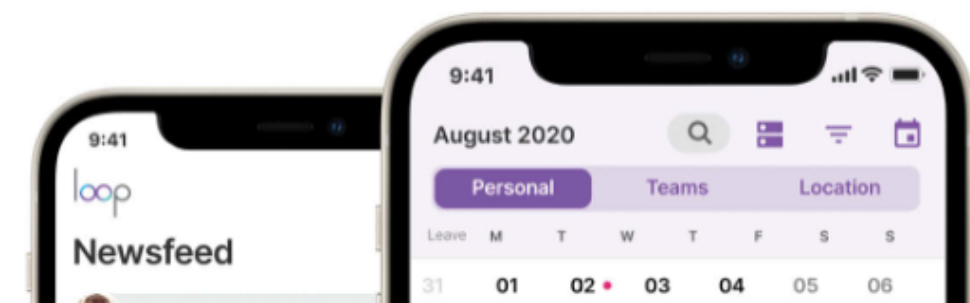 9:41
loop
Newsfeed
9:41
August 2020
Personal Teams Location
Leave M T W T F S S
31 01 02 03 04 05 06